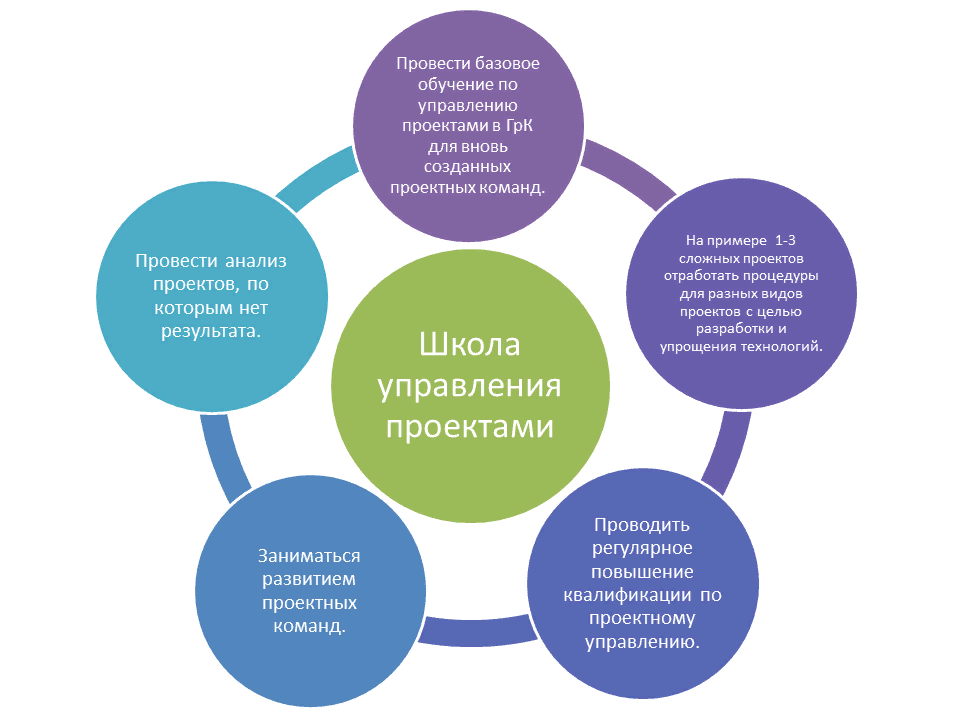 Провести базовое
обучение по
управлению
проектами в ГрК
для вновь
созданных
проектных команд.
На примере 1-3
сложных проектов
отработать процедуры
для разных видов
проектов с целью
разработки и
упрощения технологий.
Проводить
регулярное
повышение
квалификации по
проектному
управлению.
Заниматься
развитием
проектных
команд.
Провести анализ
проектов, по
которым нет
результата.
Школа
управления
проектами